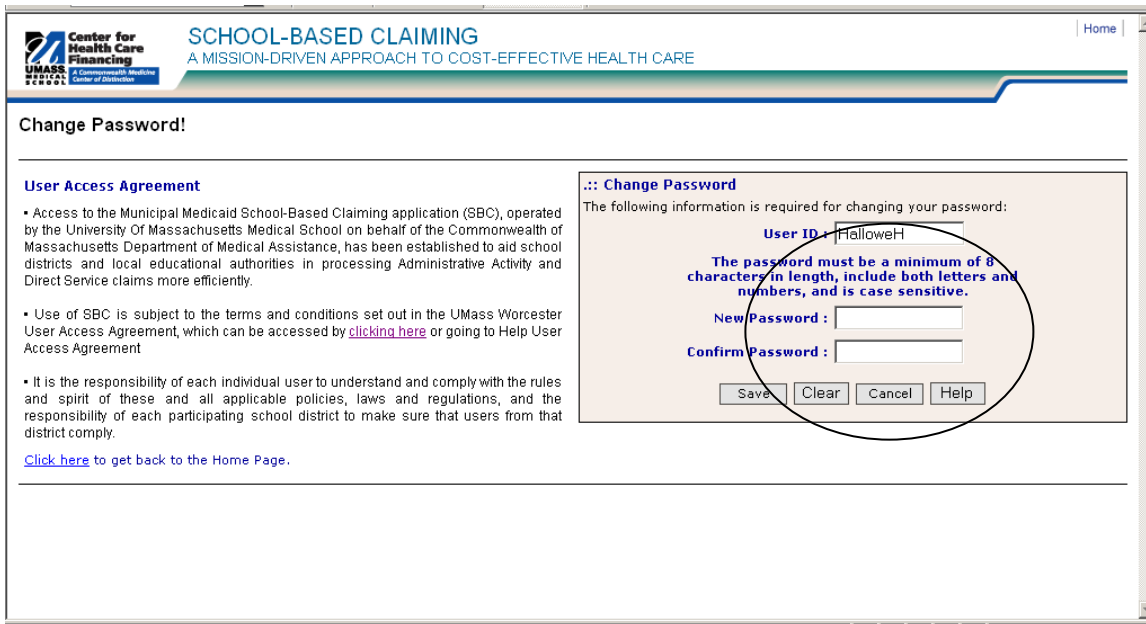 Center for
Health Care
Financing
UMASS
MEDICAL
SCHOOL
A Commonwealth Medicine
Center of Distinction
SCHOOL-BASED CLAIMING
A MISSION-DRIVEN APPROACH TO COST-EFFECTIVE HEALTH CARE
Home
Change Password!
User Access Agreement
▪ Access to the Municipal Medicaid School-Based Claiming application (SBC), operated
by the University Of Massachusetts Medical School on behalf of the Commonwealth of
Massachusetts Department of Medical Assistance, has been established to aid school
districts and local educational authorities in processing Administrative Activity and
Direct Service claims more efficiently.
▪ Use of SBC is subject to the terms and conditions set out in the UMass Worcester
User Access Agreement, which can be accessed by clicking here or going to Help User
Access Agreement
▪ It is the responsibility of each individual user to understand and comply with the rules
and spirit of these and all applicable policies, laws and regulations, and the
responsibility of each participating school district to make sure that users from that
district comply.
Click here to get back to the Home Page.
.:: Change Password
The following information is required for changing your password:
User ID : HalloweH
The password must be a minimum of 8
characters in length, include both letters and
numbers, and is case sensitive.
New Password :
Confirm Password :
Save Clear Cancel Help